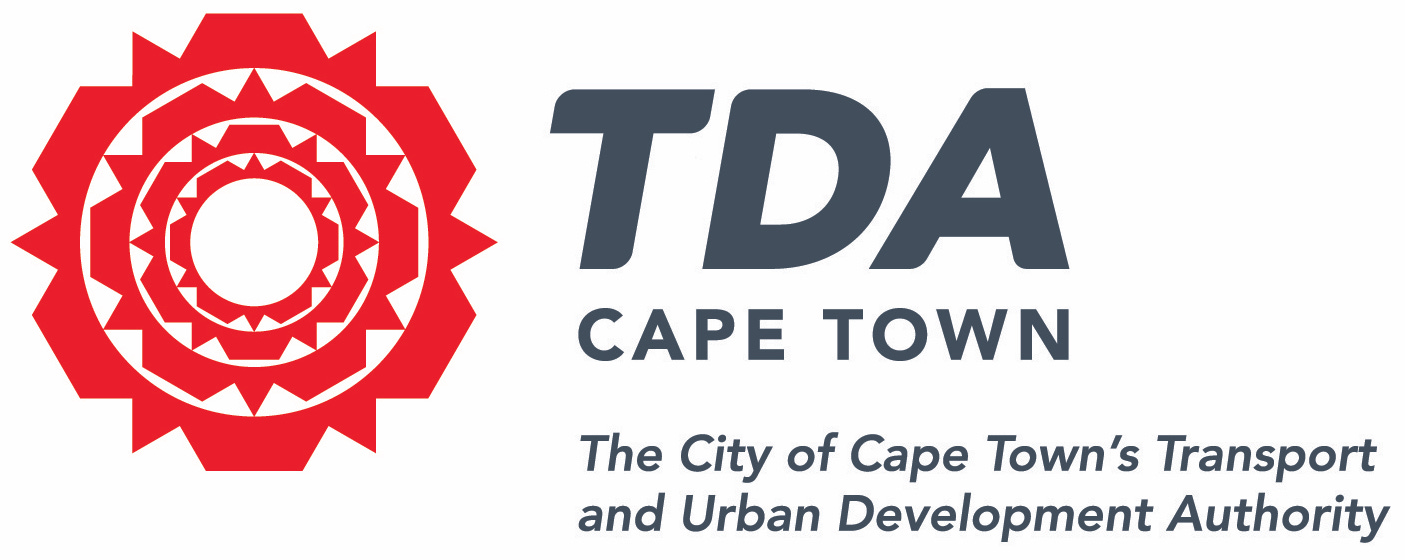 TDA
CAPE TOWN
The City of Cape Town’s Transport
and Urban Development Authority